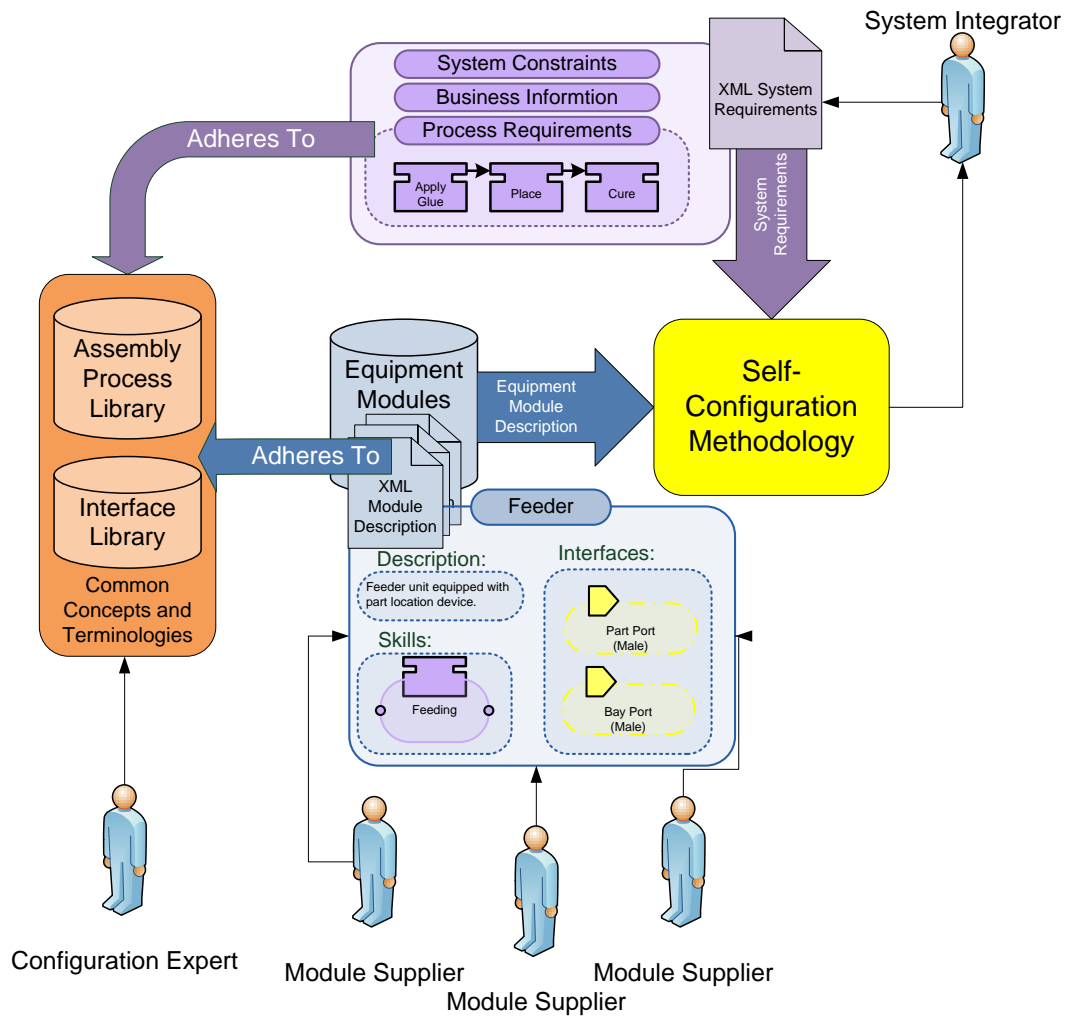 System Integrator
System Constraints
Business Informtion
Process Requirements
XML System
Requirements
Adheres To
Apply
Glue
Place
Cure
System
Requirements
Assembly
Process
Library
Equipment
Modules
Equipment
Module
Description
Self-
Configuration
Methodology
Adheres To
XML
Module
Description
Interface
Library
Common
Concepts and
Terminologies
Feeder
Description:
Feeder unit equipped with
part location device.
Interfaces:
Part Port
(Male)
Skills:
Feeding
Bay Port
(Male)
Configuration Expert
Module Supplier
Module Supplier
Module Supplier